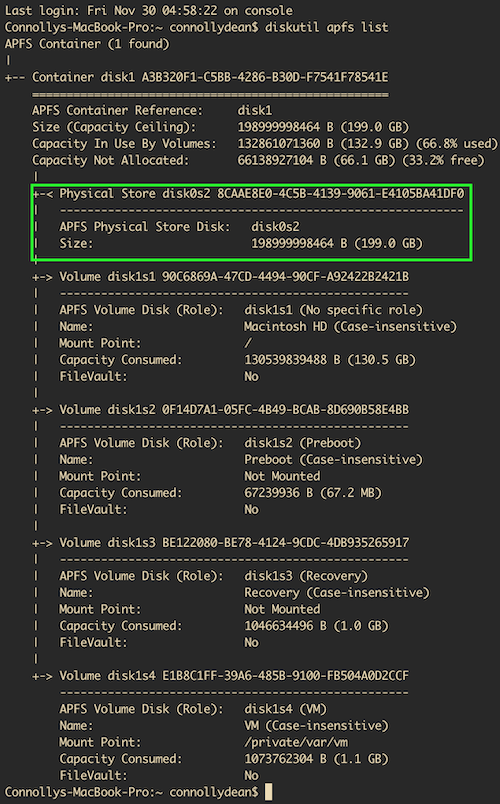 Last login: Fri Nov 30 04:58:22 on console
Connollys-MacBook-Pro:~ connollydean$ diskutil apfs list
APFS Container (1 found)
|
+-- Container disk1 A3B320F1-C5BB-4286-B30D-F7541F78541E
    ====================================================
    APFS Container Reference:     disk1
    Size (Capacity Ceiling):      198999998464 B (199.0 GB)
    Capacity In Use By Volumes:   132861071360 B (132.9 GB) (66.8% used)
    Capacity Not Allocated:       66138927104 B (66.1 GB) (33.2% free)
    |
    +-< Physical Store disk0s2 8CAAE8E0-4C5B-4139-9061-E4105BA41DF0
    |   -----------------------------------------------------------
    |   APFS Physical Store Disk:   disk0s2
    |   Size:                       198999998464 B (199.0 GB)
    |
    +-> Volume disk1s1 90C6869A-47CD-4494-90CF-A92422B2421B
    |   ---------------------------------------------------
    |   APFS Volume Disk (Role):   disk1s1 (No specific role)
    |   Name:                      Macintosh HD (Case-insensitive)
    |   Mount Point:               /
    |   Capacity Consumed:         130539839488 B (130.5 GB)
    |   FileVault:                 No
    |
    +-> Volume disk1s2 0F14D7A1-05FC-4B49-BCAB-8D690B58E4BB
    |   ---------------------------------------------------
    |   APFS Volume Disk (Role):   disk1s2 (Preboot)
    |   Name:                      Preboot (Case-insensitive)
    |   Mount Point:               Not Mounted
    |   Capacity Consumed:         67239936 B (67.2 MB)
    |   FileVault:                 No
    |
    +-> Volume disk1s3 BE122080-BE78-4124-9CDC-4DB935265917
    |   ---------------------------------------------------
    |   APFS Volume Disk (Role):   disk1s3 (Recovery)
    |   Name:                      Recovery (Case-insensitive)
    |   Mount Point:               Not Mounted
    |   Capacity Consumed:         1046634496 B (1.0 GB)
    |   FileVault:                 No
    |
    +-> Volume disk1s4 E1B8C1FF-39A6-485B-9100-FB504A0D2CCF
        ---------------------------------------------------
        APFS Volume Disk (Role):   disk1s4 (VM)
        Name:                      VM (Case-insensitive)
        Mount Point:               /private/var/vm
        Capacity Consumed:         1073762304 B (1.1 GB)
        FileVault:                 No
Connollys-MacBook-Pro:~ connollydean$